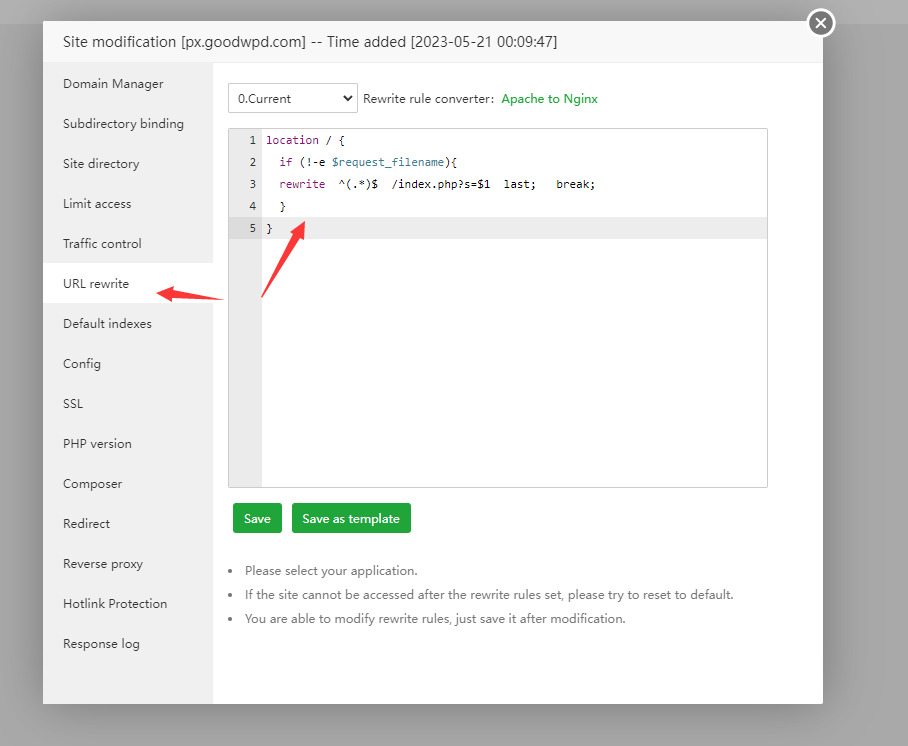 Site modification [px.goodwpd.com] -- Time added [2023-05-21 00:09:47]
Domain Manager
Subdirectory binding
Site directory
Limit access
Traffic control
URL rewrite
Default indexes
Config
SSL
PHP version
Composer
Redirect
Reverse proxy
Hotlink Protection
Response log
0.Current Rewrite rule converter: Apache to Nginx
1 location / {
2 if (!-e $request_filename){
3 rewrite ^(.*)$ /index.php?s=$1 last; break;
4 }
5 }
Save Save as template
Please select your application.
If the site cannot be accessed after the rewrite rules set, please try to reset to default.
You are able to modify rewrite rules, just save it after modification.